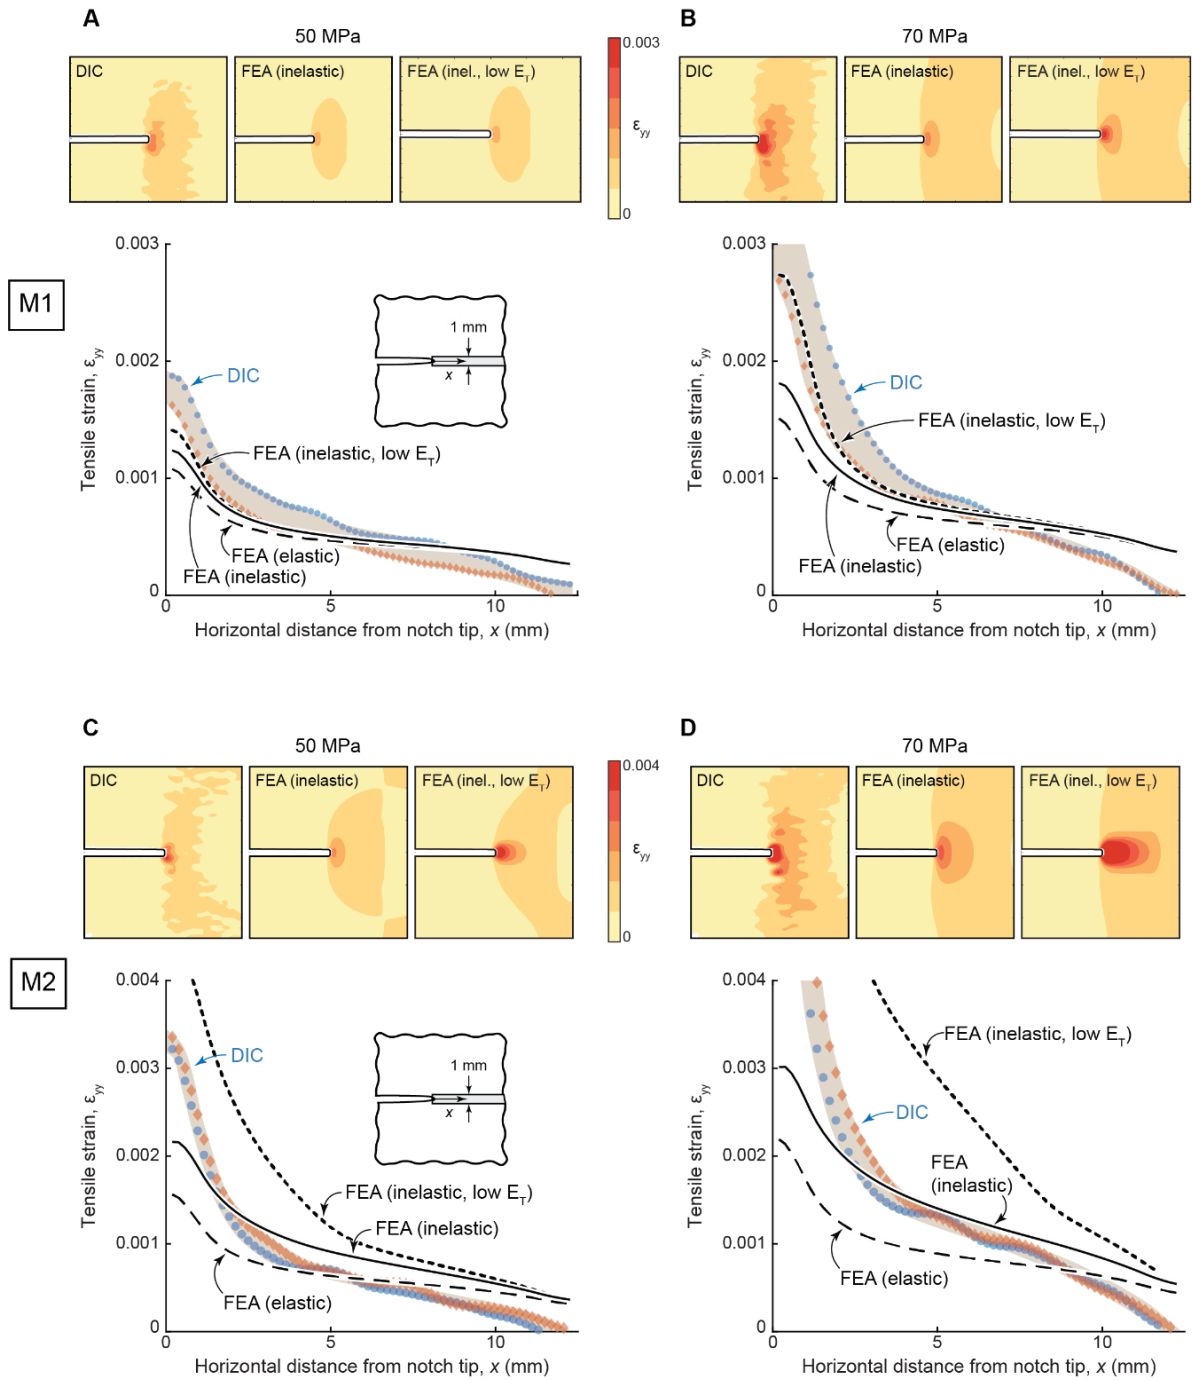 A
50 MPa
DIC
FEA (inelastic)
FEA (inel., low E_T)
0.003
ε_yy
0
B
70 MPa
DIC
FEA (inelastic)
FEA (inel., low E_T)
M1
0.003
0.002
0.001
0
Tensile strain, ε_yy
DIC
1 mm
x
FEA (inelastic, low E_T)
FEA (elastic)
FEA (inelastic)
0
5
10
Horizontal distance from notch tip, x (mm)
0.003
0.002
0.001
0
Tensile strain, ε_yy
DIC
FEA (inelastic, low E_T)
FEA (elastic)
FEA (inelastic)
0
5
10
Horizontal distance from notch tip, x (mm)
C
50 MPa
DIC
FEA (inelastic)
FEA (inel., low E_T)
0.004
ε_yy
0
D
70 MPa
DIC
FEA (inelastic)
FEA (inel., low E_T)
M2
0.004
0.003
0.002
0.001
0
Tensile strain, ε_yy
DIC
1 mm
x
FEA (inelastic, low E_T)
FEA (inelastic)
FEA (elastic)
0
5
10
Horizontal distance from notch tip, x (mm)
0.004
0.003
0.002
0.001
0
Tensile strain, ε_yy
FEA (inelastic, low E_T)
DIC
FEA
(inelastic)
FEA (elastic)
0
5
10
Horizontal distance from notch tip, x (mm)